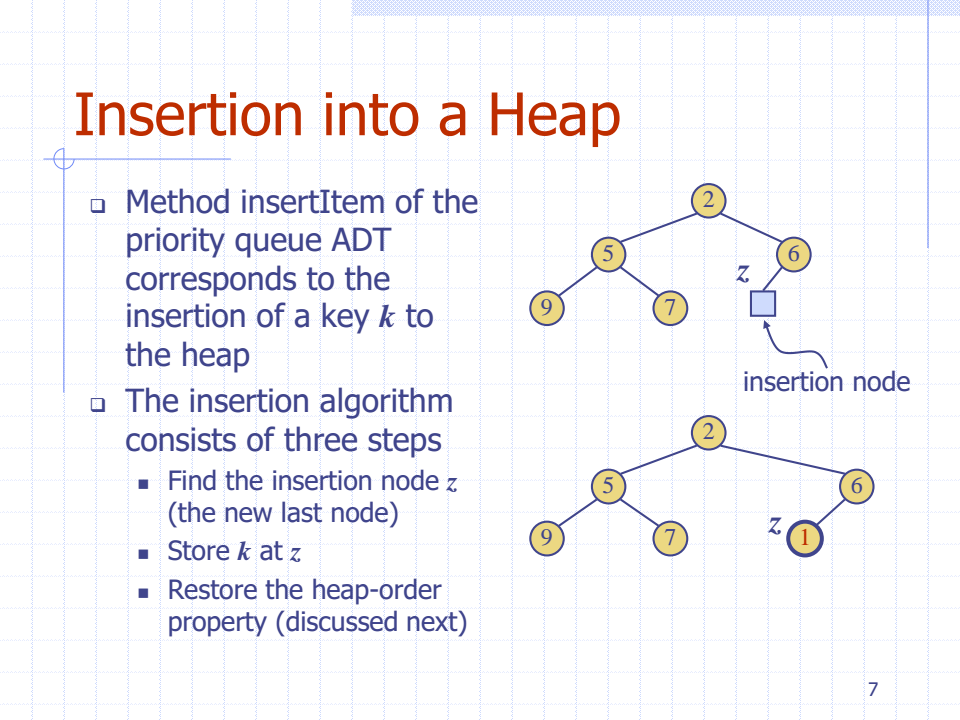 Insertion into a Heap
Method insertItem of the
priority queue ADT
corresponds to the
insertion of a key k to
the heap
The insertion algorithm
consists of three steps
Find the insertion node z
(the new last node)
Store k at z
Restore the heap-order
property (discussed next)
2
5
6
z
9
7
insertion node
2
5
6
z
9
7
1
7